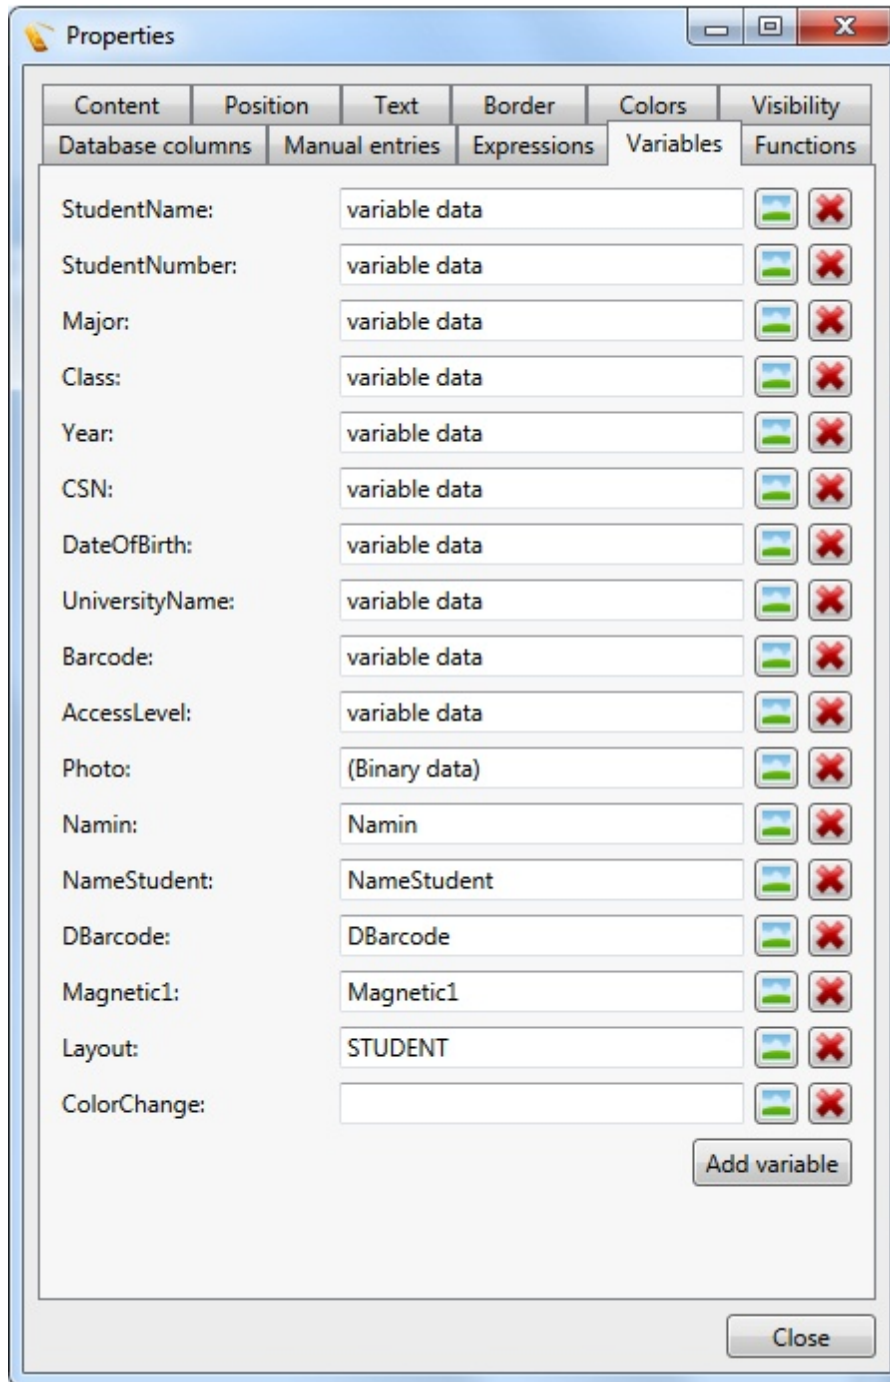 Properties
Content Position Text Border Colors Visibility
Database columns Manual entries Expressions Variables Functions
StudentName: variable data
StudentNumber: variable data
Major: variable data
Class: variable data
Year: variable data
CSN: variable data
DateOfBirth: variable data
UniversityName: variable data
Barcode: variable data
AccessLevel: variable data
Photo: (Binary data)
Namin: Namin
NameStudent: NameStudent
DBarcode: DBarcode
Magnetic1: Magnetic1
Layout: STUDENT
ColorChange:
Add variable
Close